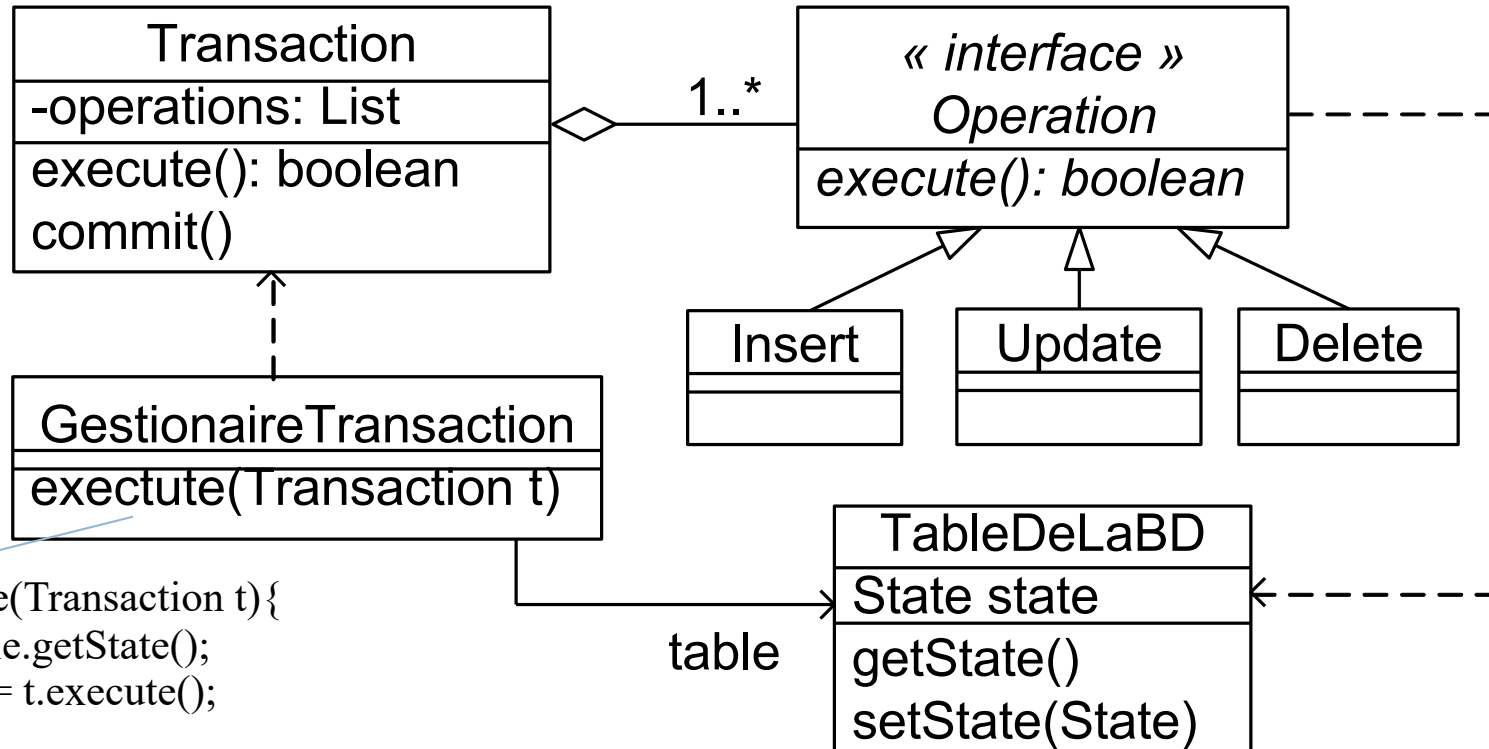 Transaction
-operations: List
execute(): boolean
commit()
1..*
« interface »
Operation
execute(): boolean
Insert
Update
Delete
GestionaireTransaction
exectute(Transaction t)
TableDeLaBD
State state
getState()
setState(State)
table
(Transaction t){
.getState();
= t.execute();